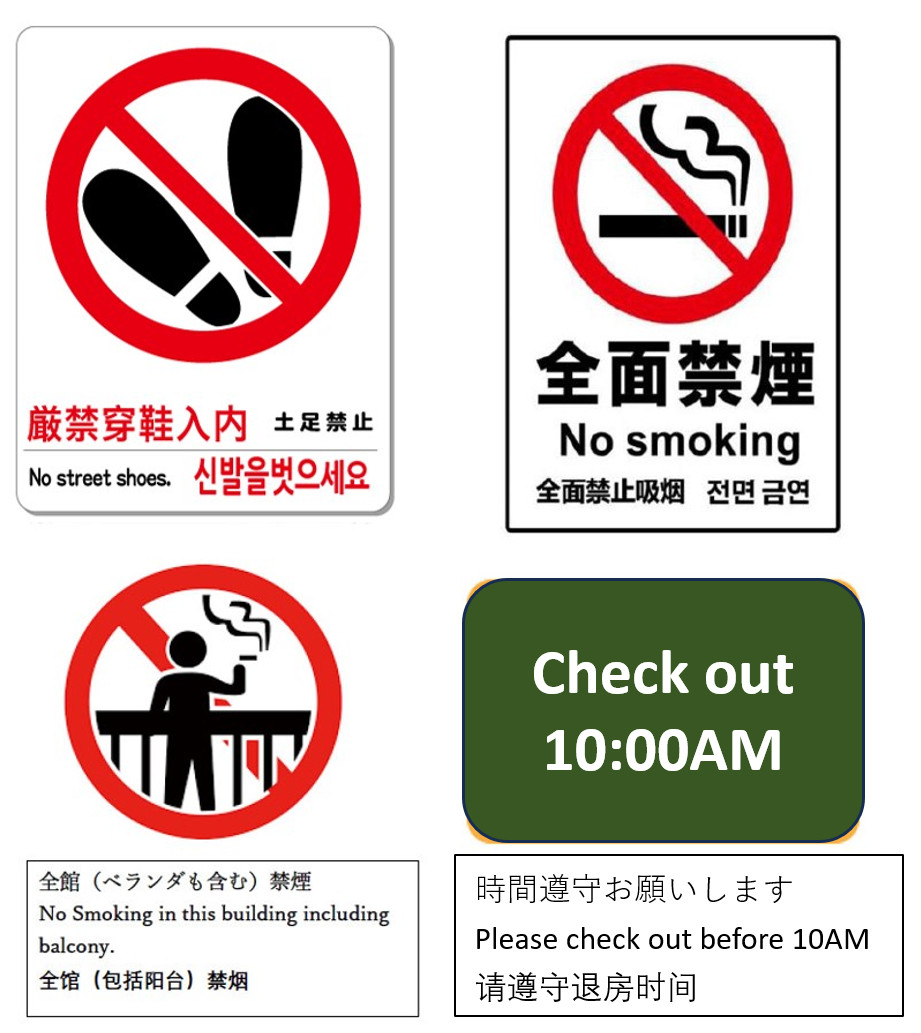 厳禁穿鞋入内 土足禁止
No street shoes. 신발을벗으세요
全面禁煙
No smoking
全面禁止吸烟 전면 금연
Check out
10:00AM
全館（ベランダも含む）禁煙
No Smoking in this building including
balcony.
全馆（包括阳台）禁烟
時間遵守お願いします
Please check out before 10AM
请遵守退房时间